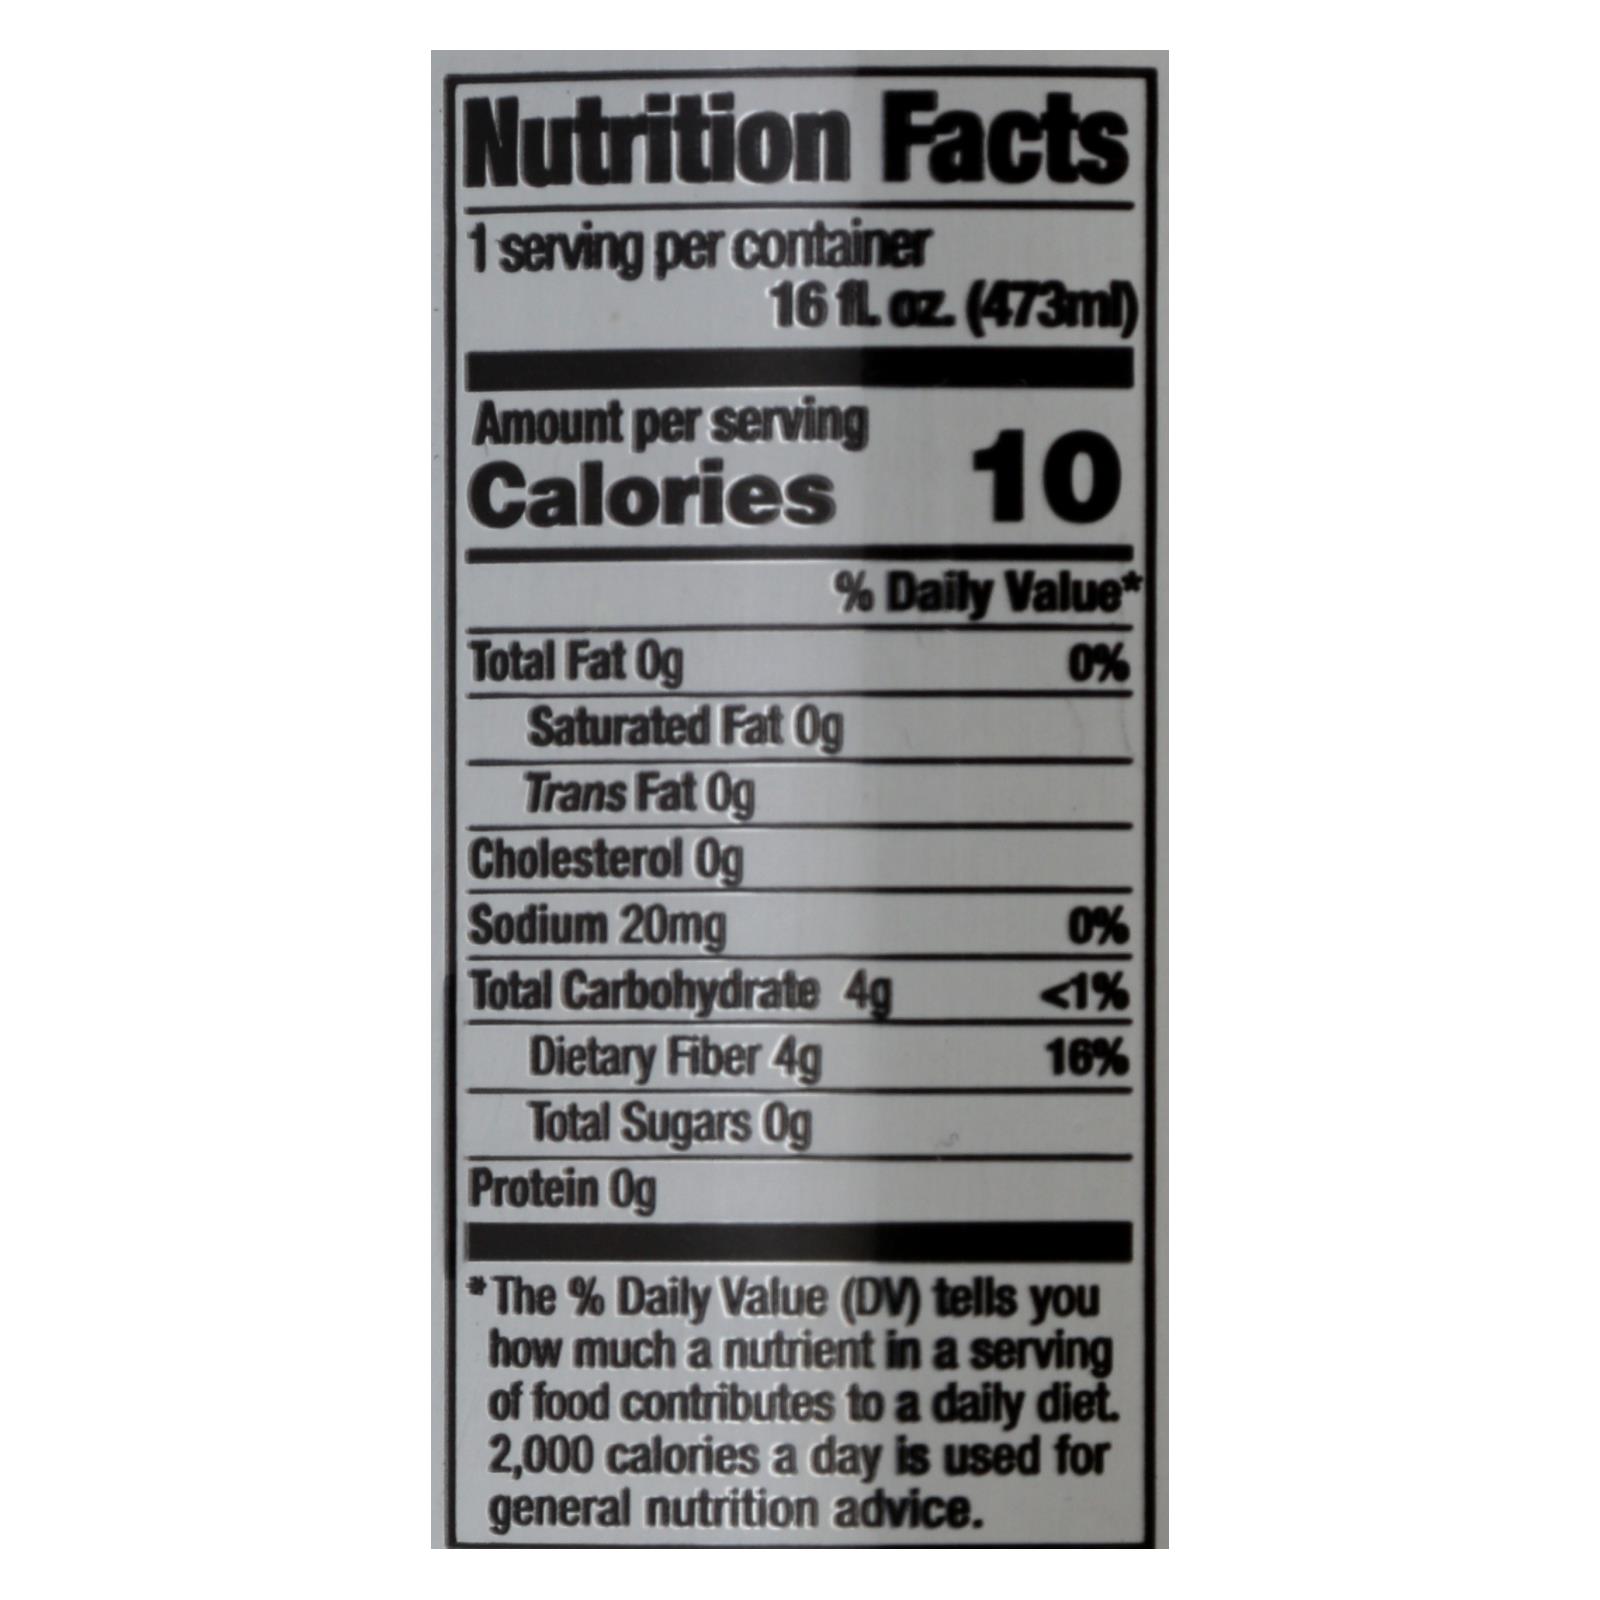 Nutrition Facts
1 serving per container
16 fl. oz. (473ml)
Amount per serving
Calories 10
% Daily Value*
Total Fat 0g 0%
Saturated Fat 0g
Trans Fat 0g
Cholesterol 0g
Sodium 20mg 0%
Total Carbohydrate 4g <1%
Dietary Fiber 4g 16%
Total Sugars 0g
Protein 0g
*The % Daily Value (DV) tells you
how much a nutrient in a serving
of food contributes to a daily diet.
2,000 calories a day is used for
general nutrition advice.